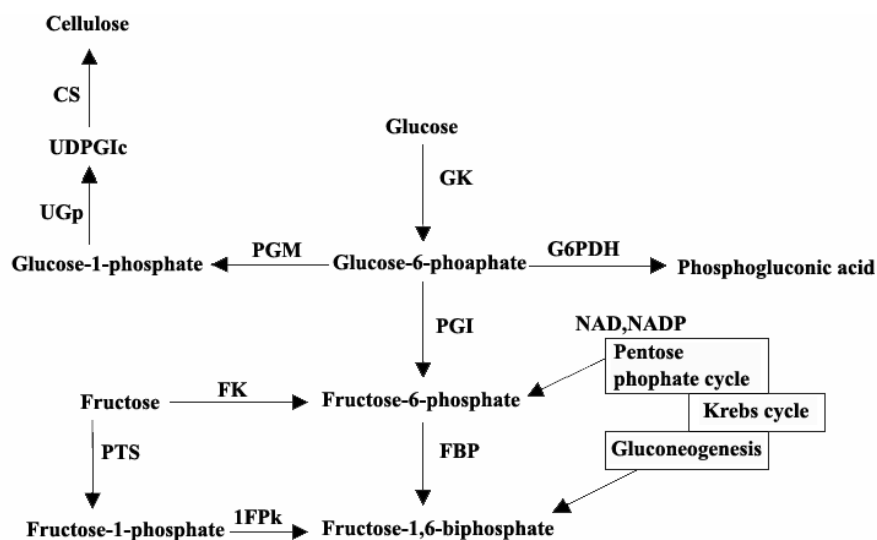 Cellulose
CS
UDPGIc
Glucose
GK
UGp
PGM
G6PDH
Glucose-1-phosphate
Glucose-6-phoaphate
Phosphogluconic acid
PGI
NAD,NADP
Pentose
phophate cycle
FK
Fructose
Fructose-6-phosphate
Krebs cycle
PTS
FBP
Gluconeogenesis
1FPk
Fructose-1-phosphate
Fructose-1,6-biphosphate